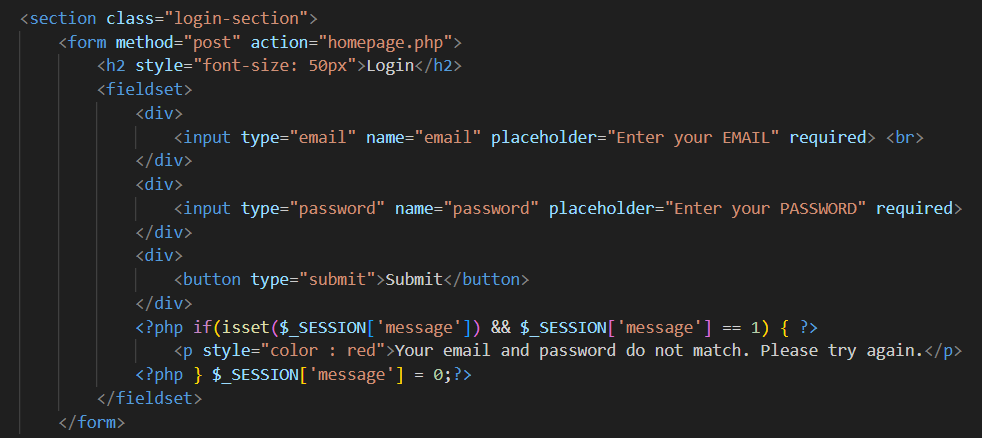 <section class="login-section">
<form method="post" action="homepage.php">
<h2 style="font-size: 50px">Login</h2>
<fieldset>
<div>
<input type="email" name="email" placeholder="Enter your EMAIL" required> <br>
</div>
<div>
<input type="password" name="password" placeholder="Enter your PASSWORD" required>
</div>
<div>
<button type="submit">Submit</button>
</div>
<?php if(isset($_SESSION['message']) && $_SESSION['message'] == 1) { ?>
<p style="color : red">Your email and password do not match. Please try again.</p>
<?php } $_SESSION['message'] = 0;?>
</fieldset>
</form>